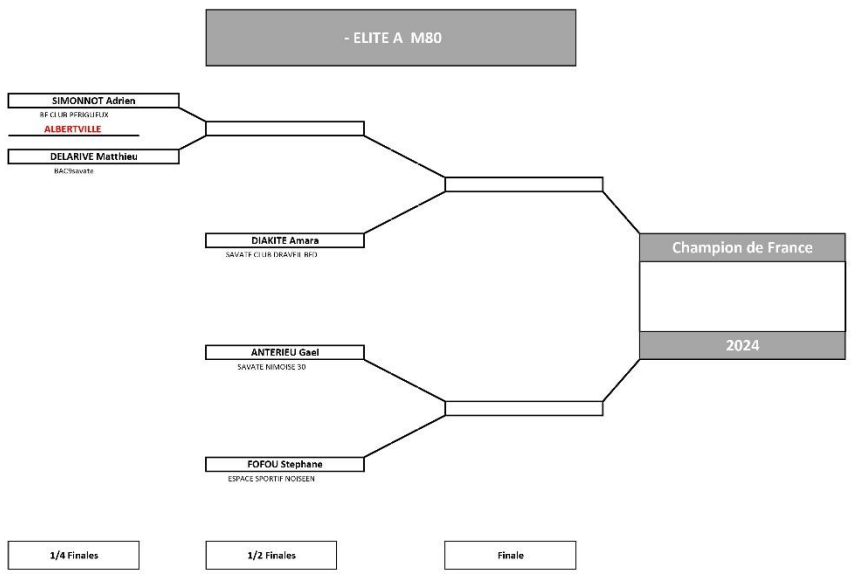 - ELITE A M80
SIMONNOT Adrien
BF CLUB PERIGUEUX
ALBERTVILLE
DELARIVE Matthieu
BAC9savate
DIAKITE Amara
SAVATE CLUB DRAVEIL BFD
Champion de France
2024
ANTERIEU Gael
SAVATE NIMOISE 30
FOFOU Stephane
ESPACE SPORTIF NOISEEN
1/4 Finales
1/2 Finales
Finale